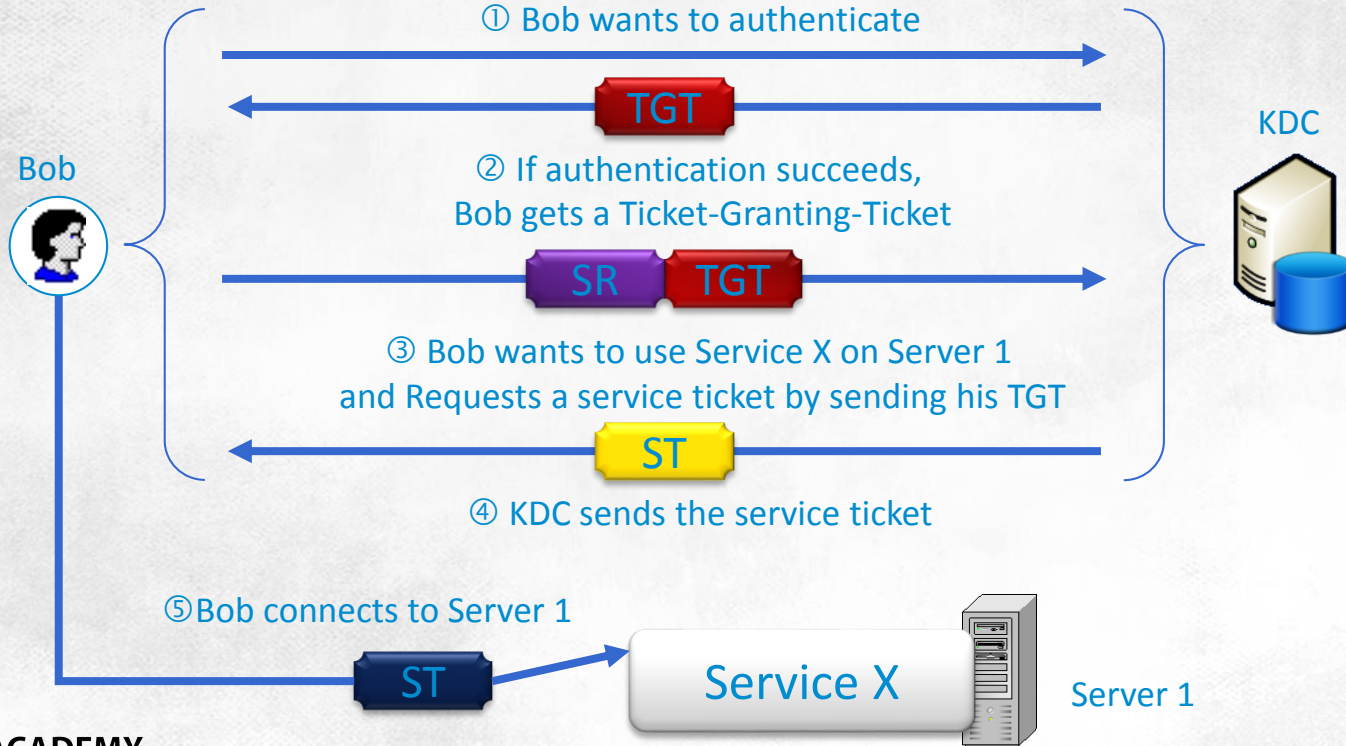 ① Bob wants to authenticate
TGT
KDC
Bob
② If authentication succeeds,
Bob gets a Ticket-Granting-Ticket
SR TGT
③ Bob wants to use Service X on Server 1
and Requests a service ticket by sending his TGT
ST
④ KDC sends the service ticket
⑤Bob connects to Server 1
ST
Service X
Server 1
ACADEMY